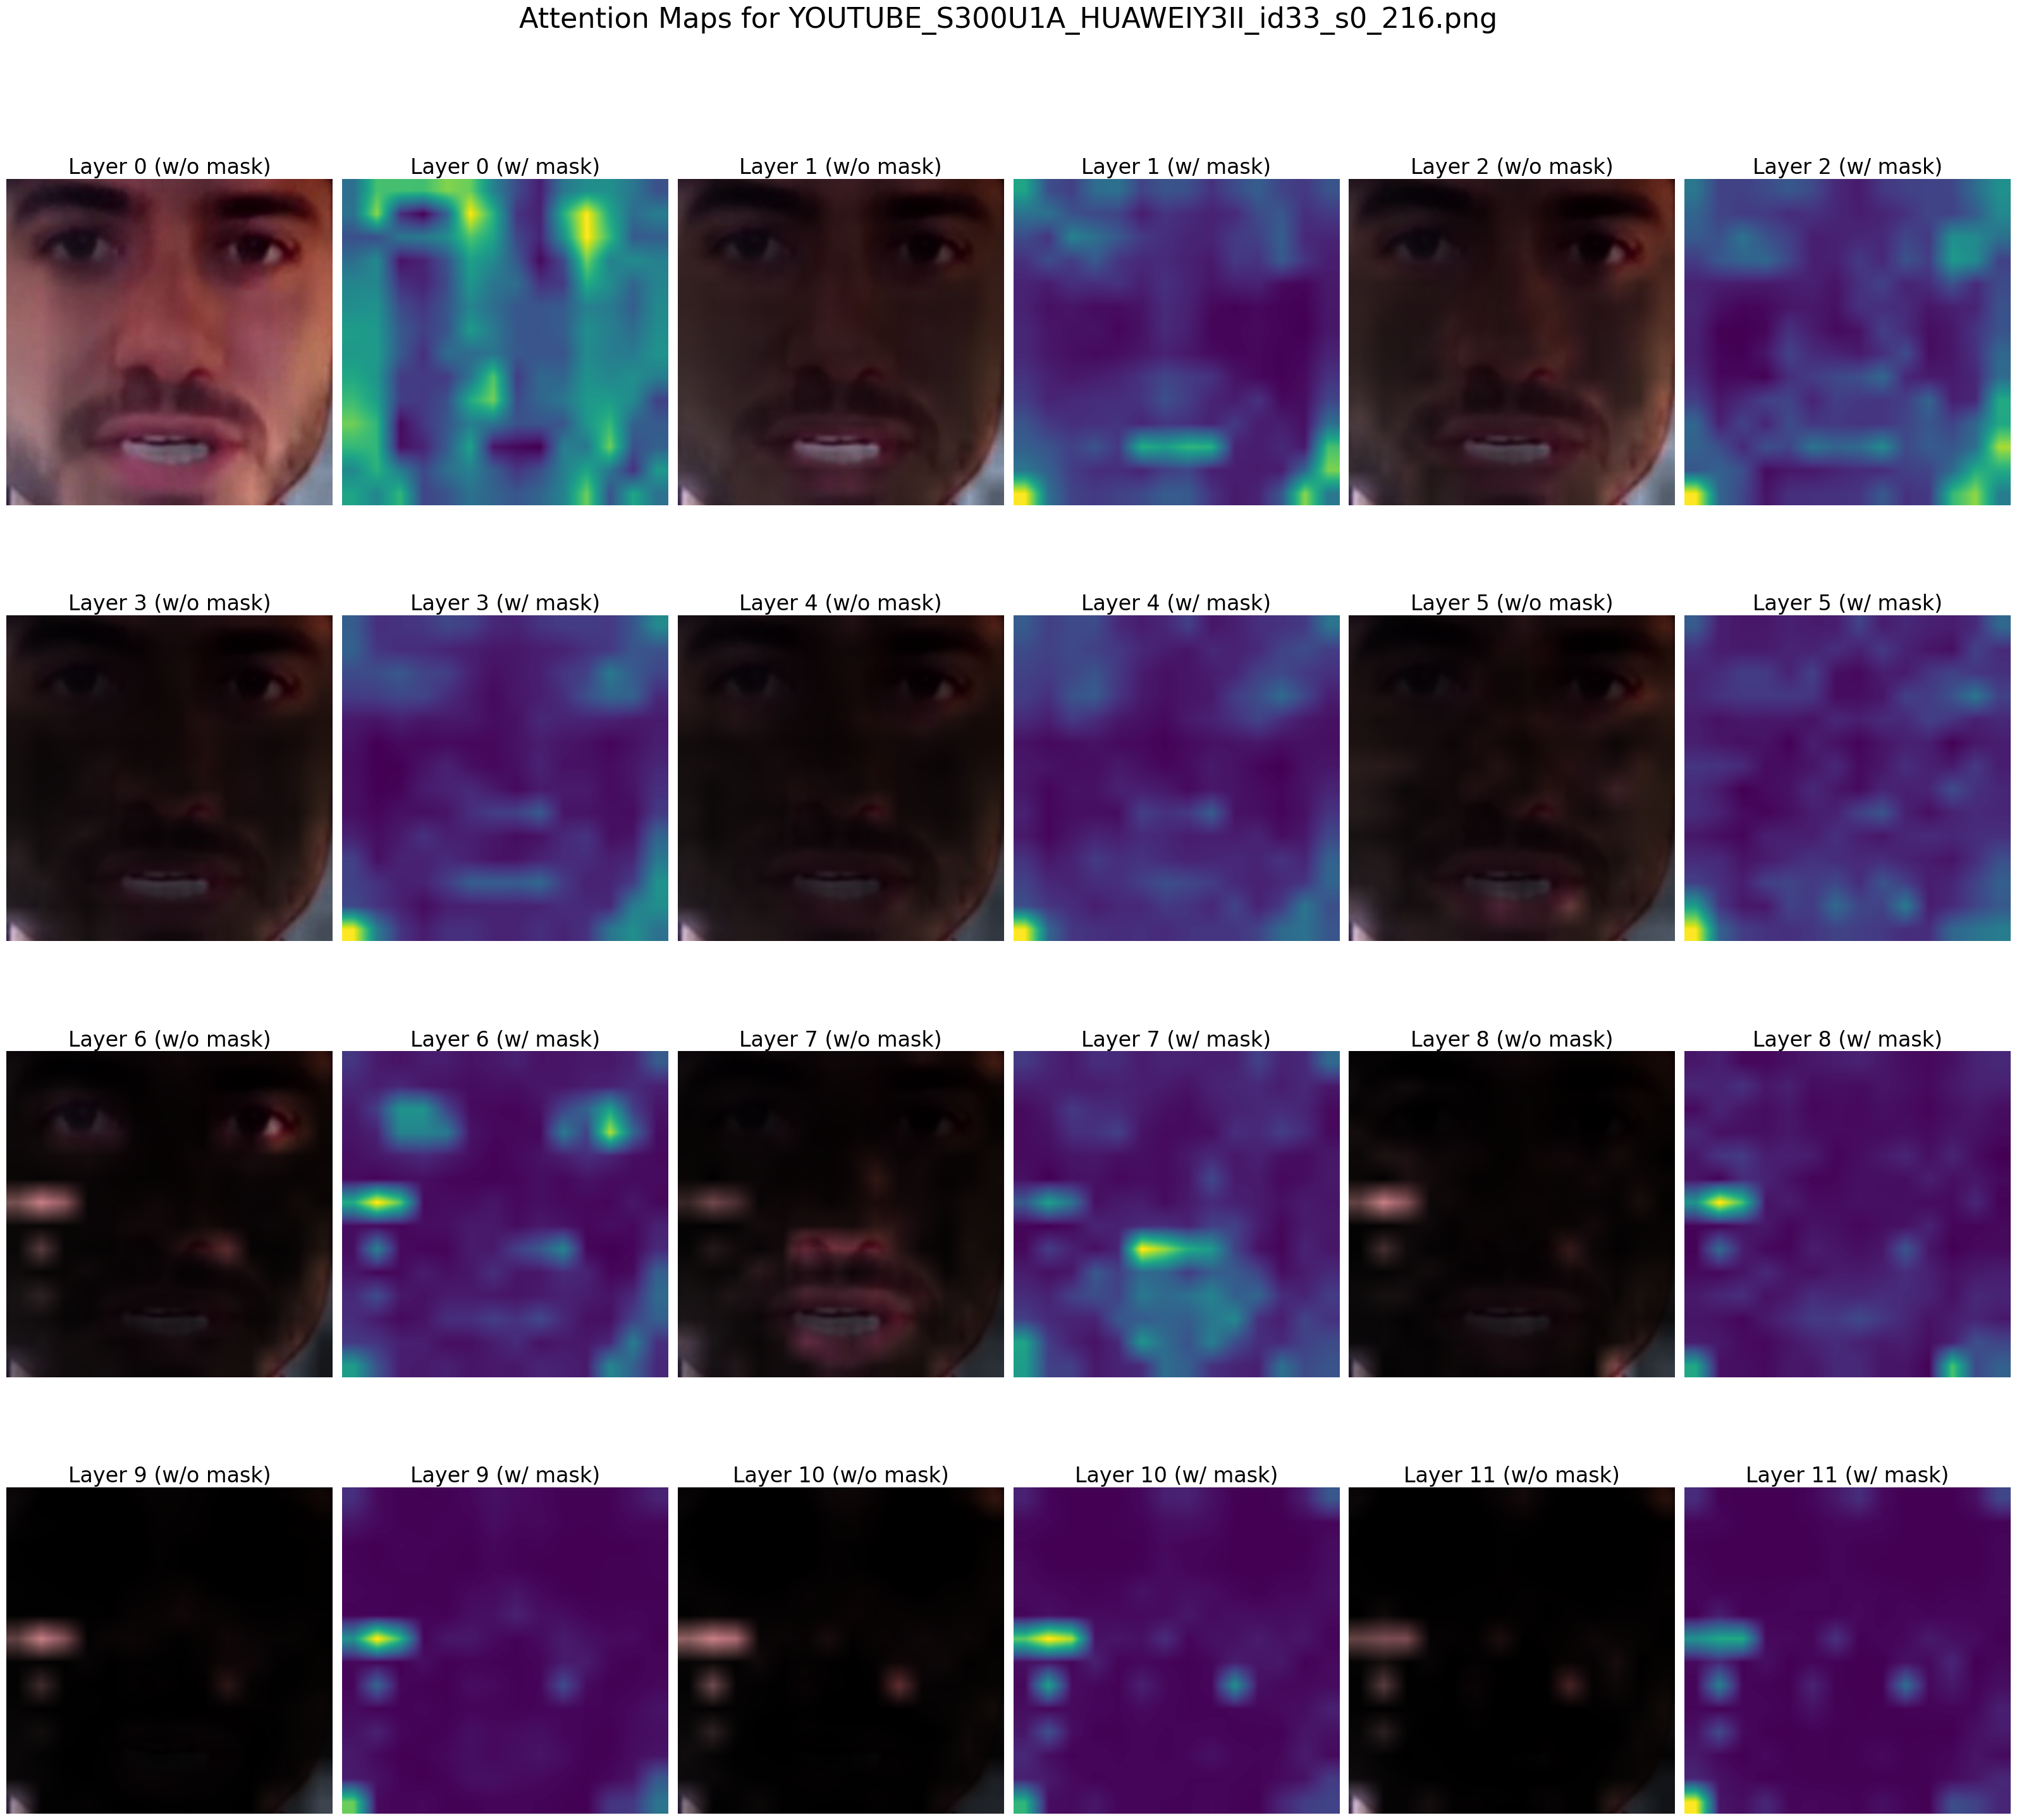 Attention Maps for YOUTUBE_S300U1A_HUAWEIY3II_id33_s0_216.png
Layer 0 (w/o mask) Layer 0 (w/ mask) Layer 1 (w/o mask) Layer 1 (w/ mask) Layer 2 (w/o mask) Layer 2 (w/ mask)
Layer 3 (w/o mask) Layer 3 (w/ mask) Layer 4 (w/o mask) Layer 4 (w/ mask) Layer 5 (w/o mask) Layer 5 (w/ mask)
Layer 6 (w/o mask) Layer 6 (w/ mask) Layer 7 (w/o mask) Layer 7 (w/ mask) Layer 8 (w/o mask) Layer 8 (w/ mask)
Layer 9 (w/o mask) Layer 9 (w/ mask) Layer 10 (w/o mask) Layer 10 (w/ mask) Layer 11 (w/o mask) Layer 11 (w/ mask)